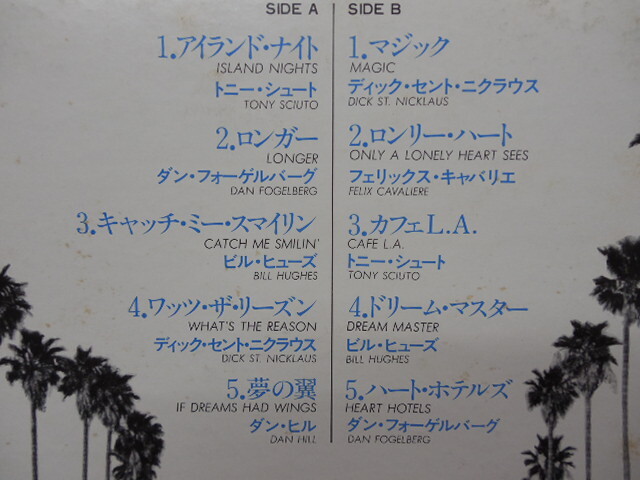 SIDE A
1.アイランド・ナイト
ISLAND NIGHTS
トニー・シュート
TONY SCIUTO
2.ロンガー
LONGER
ダン・フォーゲルバーグ
DAN FOGELBERG
3.キャッチ・ミー・スマイリン
CATCH ME SMILIN'
ビル・ヒューズ
BILL HUGHES
4.ワッツ・ザ・リーズン
WHAT'S THE REASON
ディック・セント・ニクラウス
DICK ST. NICKLAUS
5.夢の翼
IF DREAMS HAD WINGS
ダン・ヒル
DAN HILL
SIDE B
1.マジック
MAGIC
ディック・セント・ニクラウス
DICK ST. NICKLAUS
2.ロンリー・ハート
ONLY A LONELY HEART SEES
フェリックス・キャバリエ
FELIX CAVALIERE
3.カフェL.A.
CAFE L.A.
トニー・シュート
TONY SCIUTO
4.ドリーム・マスター
DREAM MASTER
ビル・ヒューズ
BILL HUGHES
5.ハート・ホテルズ
HEART HOTELS
ダン・フォーゲルバーグ
DAN FOGELBERG